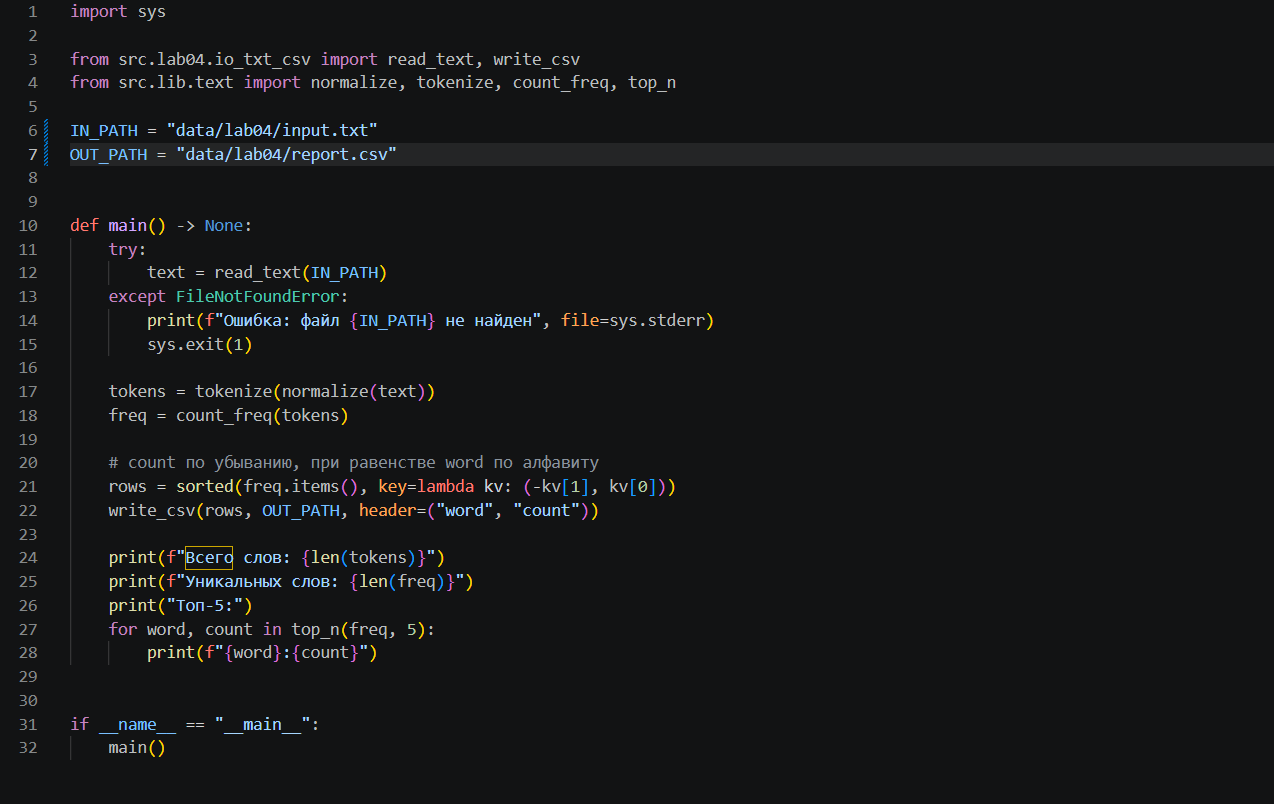 1 import sys
2
3 from src.lab04.io_txt_csv import read_text, write_csv
4 from src.lib.text import normalize, tokenize, count_freq, top_n
5
6 IN_PATH = "data/lab04/input.txt"
7 OUT_PATH = "data/lab04/report.csv"
8
9
10 def main() -> None:
11     try:
12         text = read_text(IN_PATH)
13     except FileNotFoundError:
14         print(f"Ошибка: файл {IN_PATH} не найден", file=sys.stderr)
15         sys.exit(1)
16
17     tokens = tokenize(normalize(text))
18     freq = count_freq(tokens)
19
20     # count по убыванию, при равенстве word по алфавиту
21     rows = sorted(freq.items(), key=lambda kv: (-kv[1], kv[0]))
22     write_csv(rows, OUT_PATH, header=("word", "count"))
23
24     print(f"Всего слов: {len(tokens)}")
25     print(f"Уникальных слов: {len(freq)}")
26     print("Топ-5:")
27     for word, count in top_n(freq, 5):
28         print(f"{word}:{count}")
29
30
31 if __name__ == "__main__":
32     main()